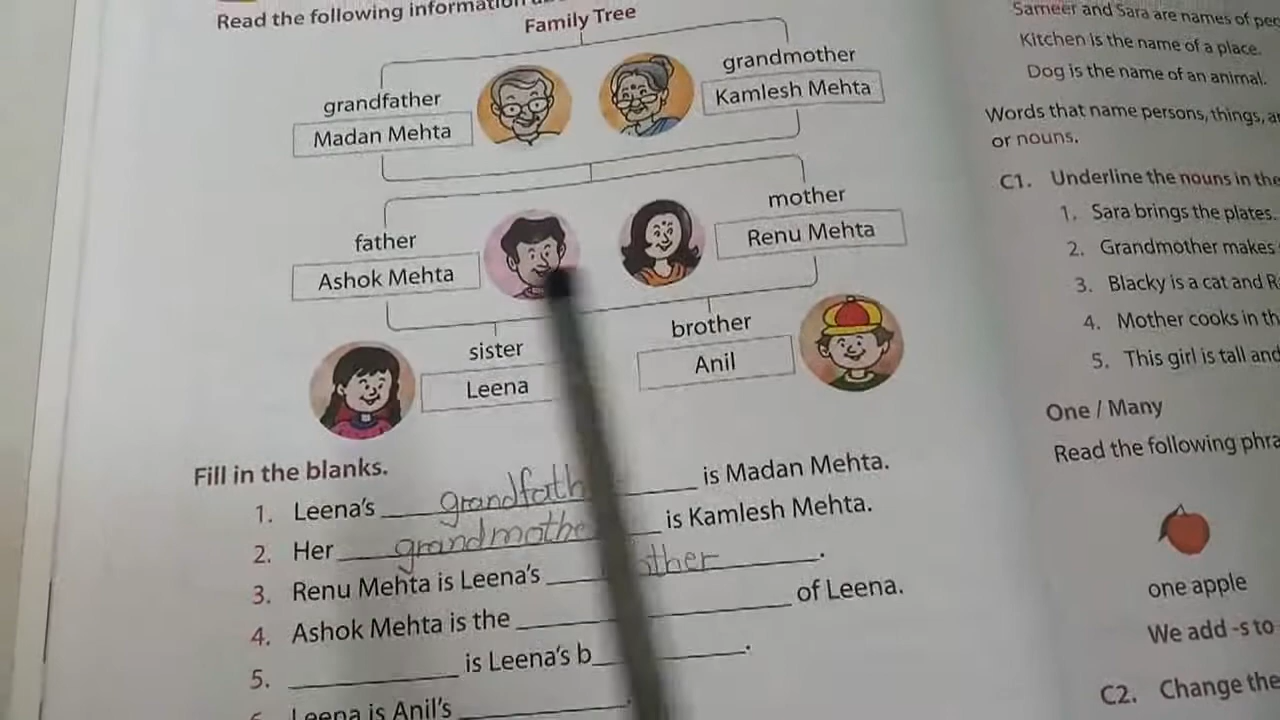 Read the following information
Family Tree
grandfather
Madan Mehta
grandmother
Kamlesh Mehta
father
Ashok Mehta
mother
Renu Mehta
sister
Leena
brother
Anil
Fill in the blanks.
1. Leena's grandfath is Madan Mehta.
2. Her grandmothe is Kamlesh Mehta.
3. Renu Mehta is Leena's other.
4. Ashok Mehta is the of Leena.
5. is Leena's b.
Leena is Anil's
Sameer and Sara are names of
Kitchen is the name of a place.
Dog is the name of an animal.
Words that name persons, things,
or nouns.
C1. Underline the nouns in the
1. Sara brings the plates.
2. Grandmother makes
3. Blacky is a cat and
4. Mother cooks in
5. This girl is tall and
One / Many
Read the following
one apple
We add -s to
C2. Change the